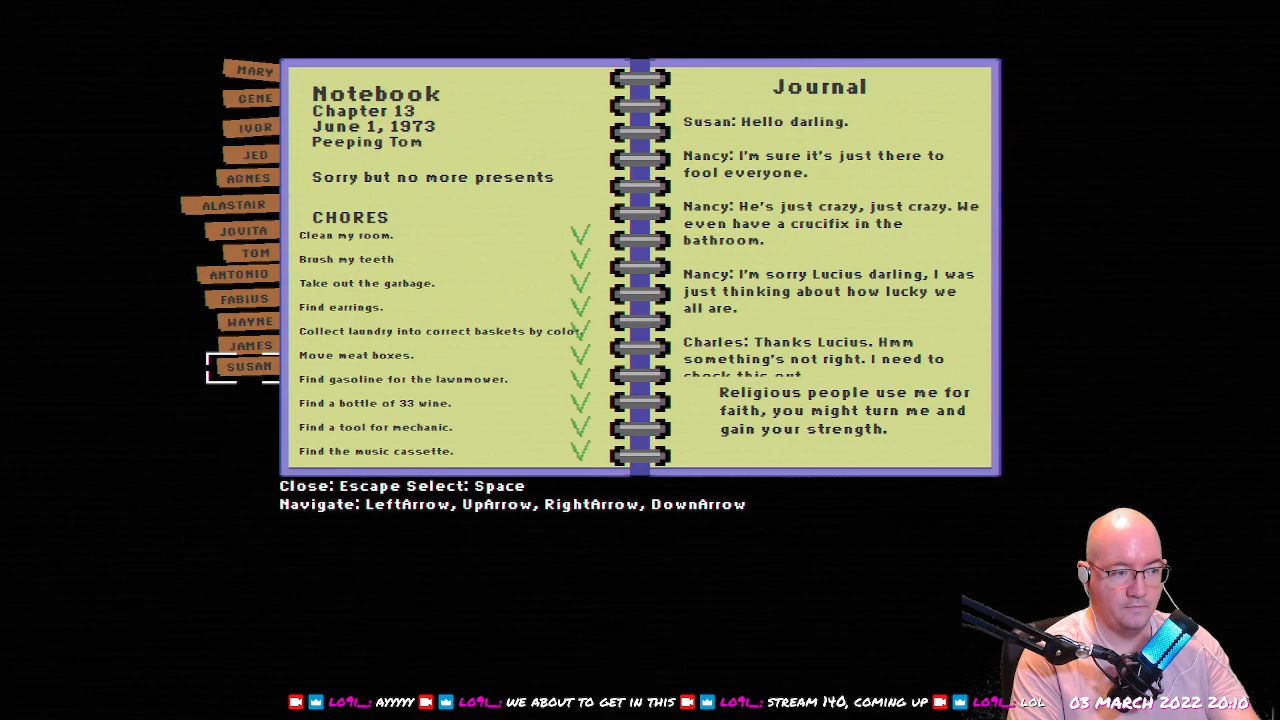 MARY
GENE
IVOR
JED
AGNES
ALASTAIR
JOVITA
TOM
ANTONIO
FABIUS
WAYNE
JAMES
SUSAN
Notebook
Chapter 13
June 1, 1973
Peeping Tom
Sorry but no more presents
CHORES
Clean my room.
Brush my teeth
Take out the garbage.
Find earrings.
Collect laundry into correct baskets by color.
Move meat boxes.
Find gasoline for the lawnmower.
Find a bottle of 33 wine.
Find a tool for mechanic.
Find the music cassette.
Journal
Susan: Hello darling.
Nancy: I'm sure it's just there to
fool everyone.
Nancy: He's just crazy, just crazy. We
even have a crucifix in the
bathroom.
Nancy: I'm sorry Lucius darling, I was
just thinking about how lucky we
all are.
Charles: Thanks Lucius. Hmm
something's not right. I need to
check this out
Religious people use me for
faith, you might turn me and
gain your strength.
Close: Escape Select: Space
Navigate: LeftArrow, UpArrow, RightArrow, DownArrow
LO91_: AYYYYY LO91_: WE ABOUT TO GET IN THIS LO91_: STREAM 140, COMING UP LO91_: LOL
03 MARCH 2022 20:10